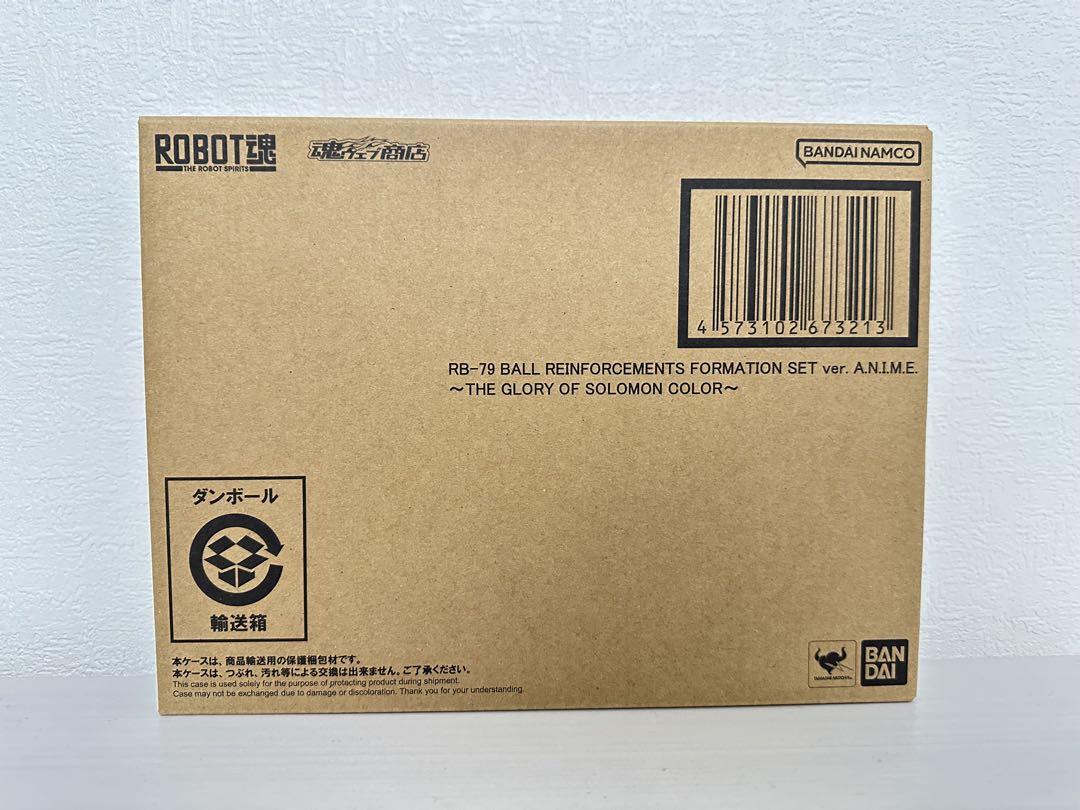 ROBOT魂
THE ROBOT SPIRITS
魂ウェブ商店
BANDAI NAMCO
4 573102 673213
RB-79 BALL REINFORCEMENTS FORMATION SET ver. A.N.I.M.E.
～THE GLORY OF SOLOMON COLOR～
ダンボール
輸送箱
本ケースは、商品輸送用の保護梱包材です。
本ケースは、つぶれ、汚れ等による交換は出来ません。ご了承ください。
This case is used solely for the purpose of protecting product during shipment.
Case may not be exchanged due to damage or discoloration. Thank you for your understanding.
TAMASHII NATIONS
BAN
DAI